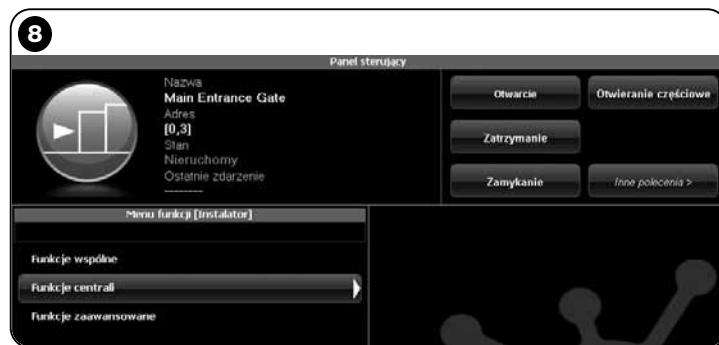 8
Panel sterujący
Nazwa
Main Entrance Gate
Adres
[0,3]
Stan
Nieruchomy
Ostatnie zdarzenie
--------
Otwarcie
Otwieranie częściowe
Zatrzymanie
Zamykanie
Inne polecenia >
Menu funkcji [Instalator]
Funkcje wspólne
Funkcje centrali
Funkcje zaawansowane